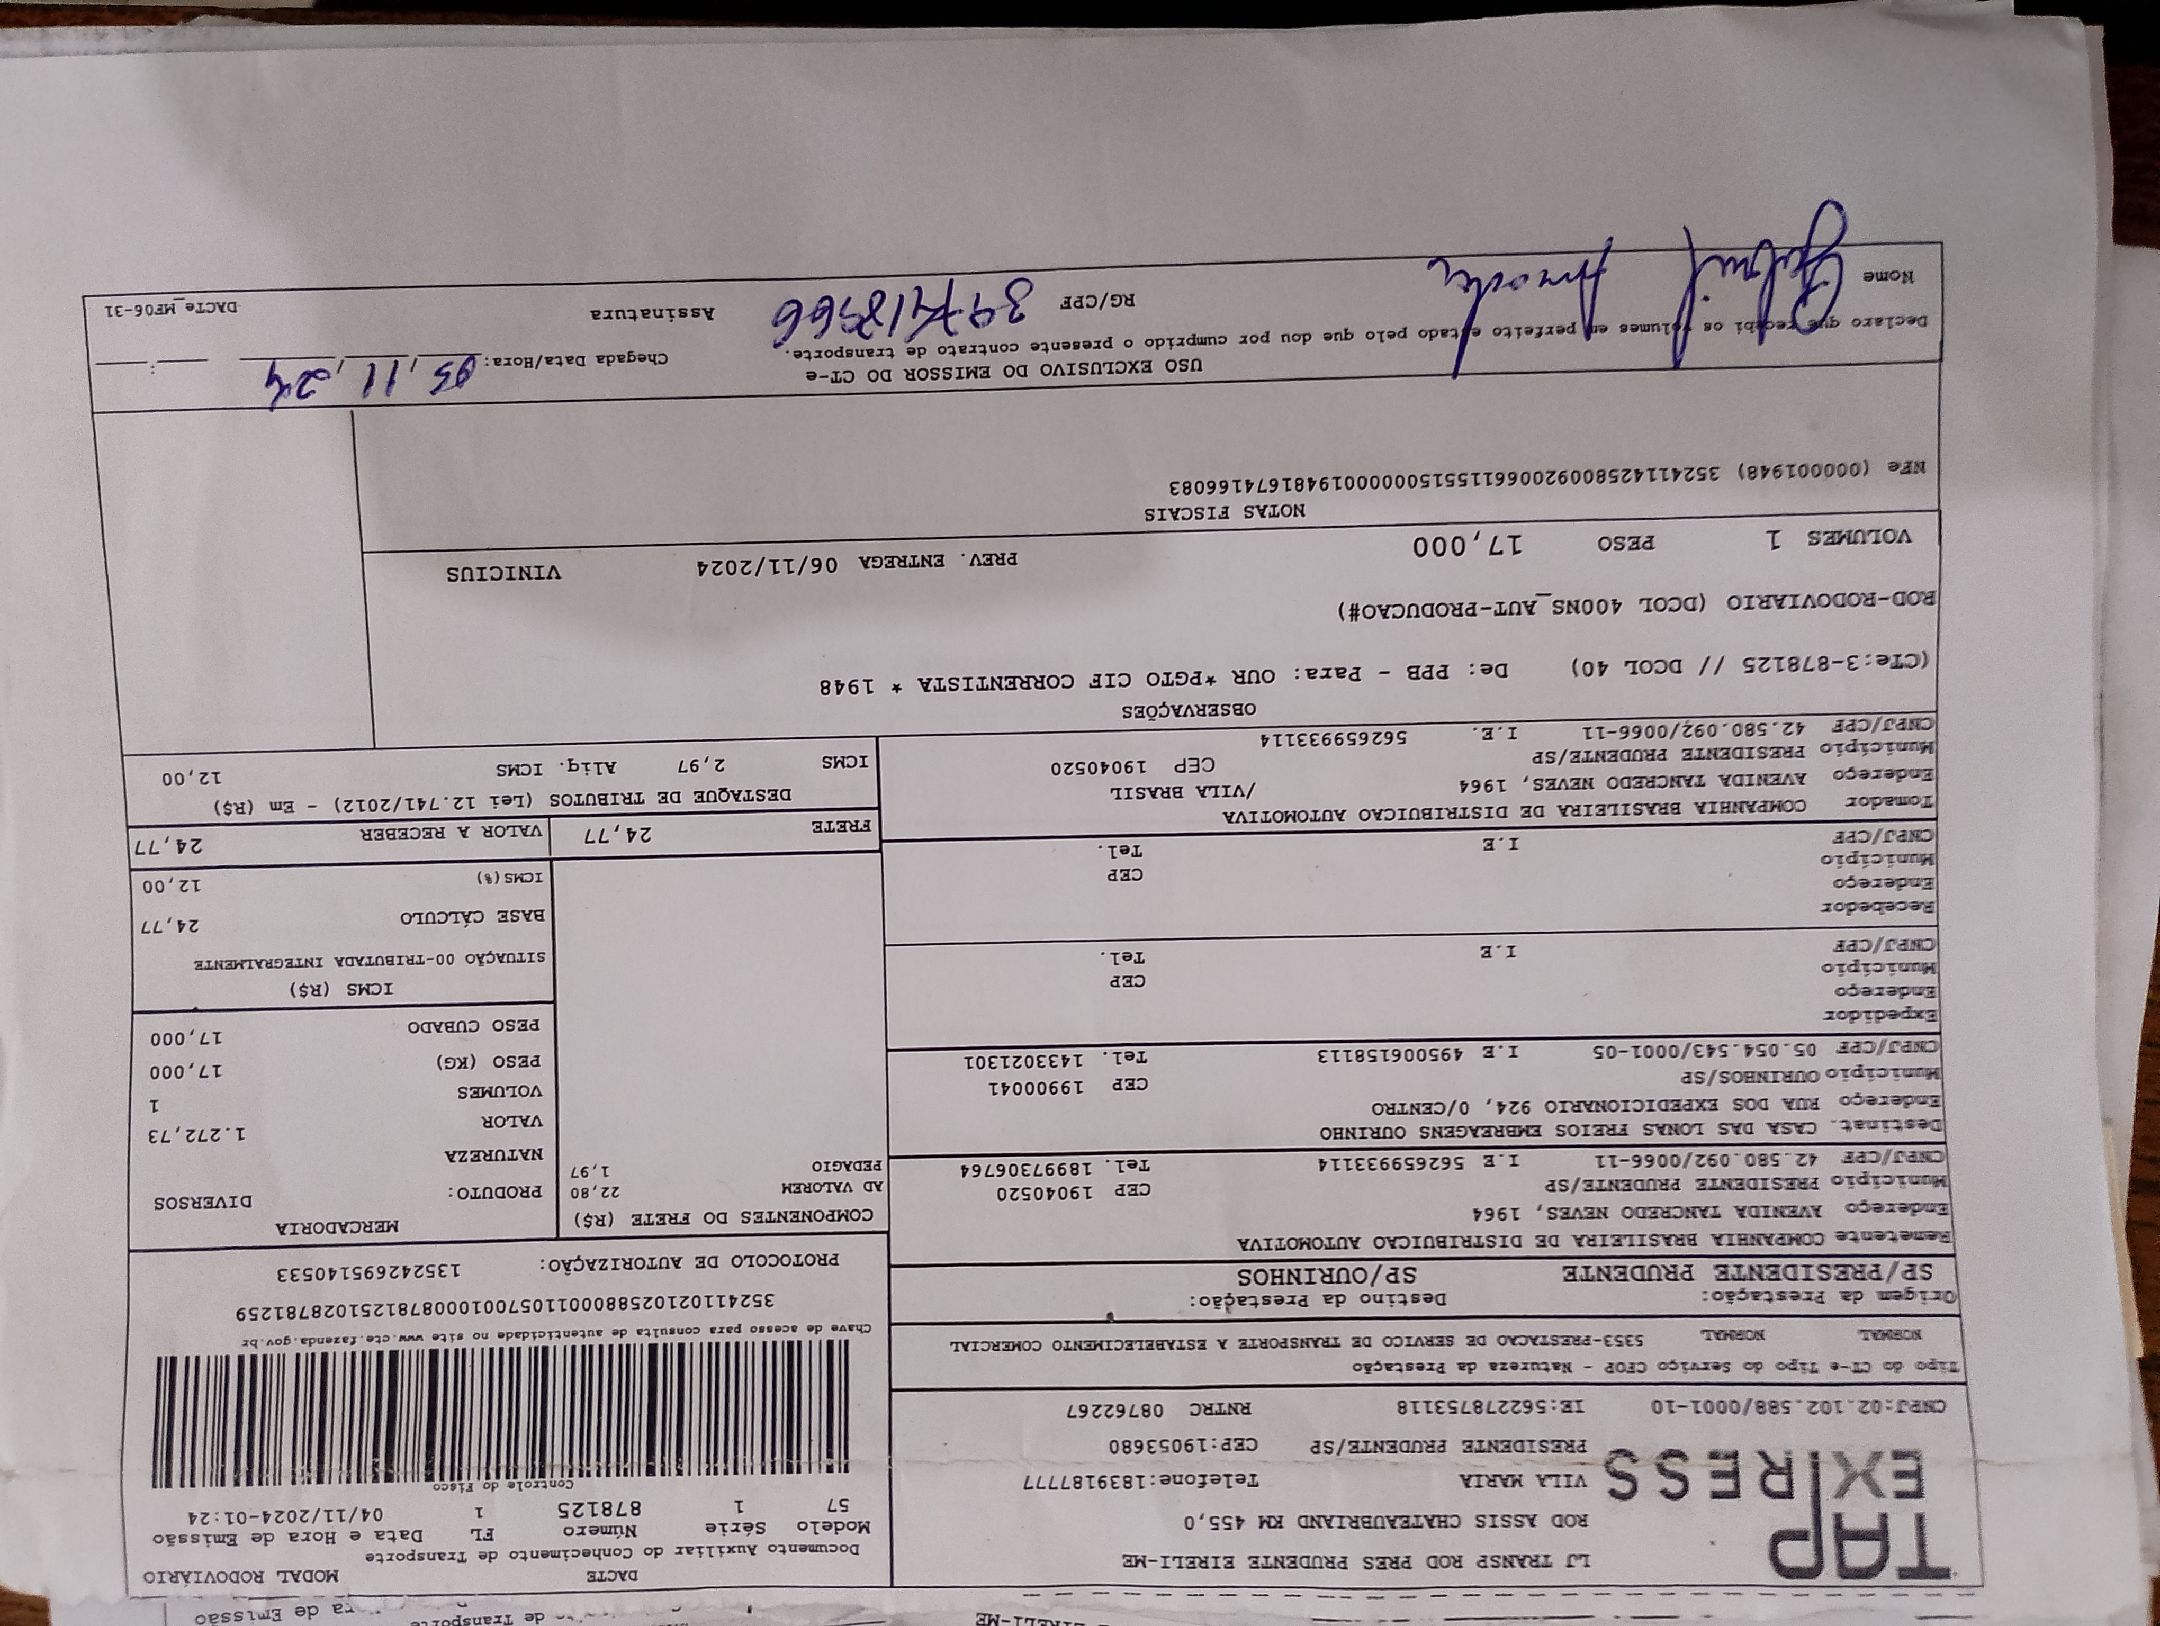 TAP
EXPRESS
LJ TRANSP ROD PRES PRUDENTE EIRELI-ME
ROD ASSIS CHATEAUBRIAND KM 455,0
VILA MARIA Telefone:1839187777
PRESIDENTE PRUDENTE/SP CEP:19053680
CNPJ:02.102.588/0001-10 IE:562278753118 RNTRC 08762267
DACTE MODAL RODOVIÁRIO
Documento Auxiliar do Conhecimento de Transporte
Modelo Série Número FL Data e Hora de Emissão
57 1 878125 1 04/11/2024-01:24
Controle do Fisco
Chave de acesso para consulta de autenticidade no site www.cte.fazenda.gov.br
35241102102588000110570010008781251028781259
PROTOCOLO DE AUTORIZAÇÃO: 135242695140533
Tipo do CT-e Tipo do Serviço CFOP - Natureza da Prestação
NORMAL NORMAL 5353-PRESTACAO DE SERVICO DE TRANSPORTE A ESTABELECIMENTO COMERCIAL
Origem da Prestação: Destino da Prestação:
SP/PRESIDENTE PRUDENTE SP/OURINHOS
Remetente COMPANHIA BRASILEIRA DE DISTRIBUICAO AUTOMOTIVA
Endereço AVENIDA TANCREDO NEVES, 1964
Município PRESIDENTE PRUDENTE/SP CEP 19040520
CNPJ/CPF 42.580.092/0066-11 I.E 562659933114 Tel. 18997306764
Destinat. CASA DAS LONAS FREIOS EMBREAGENS OURINHO
Endereço RUA DOS EXPEDICIONARIO 924, 0/CENTRO
Município OURINHOS/SP CEP 19900041
CNPJ/CPF 05.054.543/0001-05 I.E 495006158113 Tel. 1433021301
Expedidor
Endereço
Município CEP
CNPJ/CPF I.E Tel.
Recebedor
Endereço
Município CEP
CNPJ/CPF I.E Tel.
Tomador COMPANHIA BRASILEIRA DE DISTRIBUICAO AUTOMOTIVA
Endereço AVENIDA TANCREDO NEVES, 1964 /VILA BRASIL
Município PRESIDENTE PRUDENTE/SP CEP 19040520
CNPJ/CPF 42.580.092/0066-11 I.E. 562659933114
COMPONENTES DO FRETE (R$)
AD VALOREM 22,80
PEDAGIO 1,97
MERCADORIA
PRODUTO: DIVERSOS
NATUREZA
VALOR 1.272,73
VOLUMES 1
PESO (KG) 17,000
PESO CUBADO 17,000
ICMS (R$)
SITUAÇÃO 00-TRIBUTADA INTEGRALMENTE
BASE CÁLCULO 24,77
ICMS(%) 12,00
FRETE 24,77 VALOR A RECEBER 24,77
DESTAQUE DE TRIBUTOS (Lei 12.741/2012) - Em (R$)
ICMS 2,97 Aliq. ICMS 12,00
OBSERVAÇÕES
(CTe:3-878125 // DCOL 40) De: PPB - Para: OUR *PGTO CIF CORRENTISTA * 1948
ROD-RODOVIARIO (DCOL 400NS_AUT-PRODUCAO#)
VOLUMES 1 PESO 17,000 PREV. ENTREGA 06/11/2024 VINICIUS
NOTAS FISCAIS
NFe (000001948) 35241142580092006611551500000019481674166083
USO EXCLUSIVO DO EMISSOR DO CT-e
Declaro que recebi os volumes em perfeito estado pelo que dou por cumprido o presente contrato de transporte.
Chegada Data/Hora: 05, 11, 24
Nome Gabriel RG/CPF Assinatura
DACTe_MF06-31